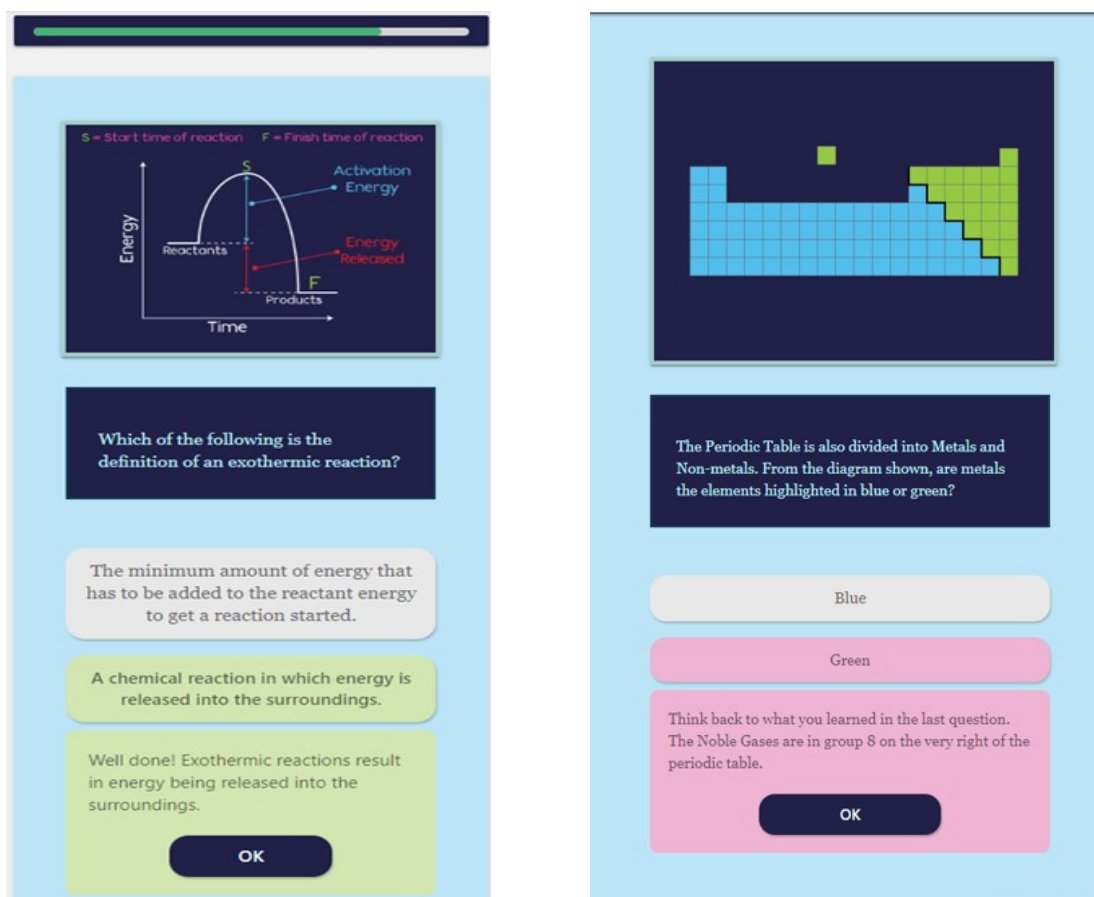 S = Start time of reaction F = Finish time of reaction
S
Activation
Energy
Energy
Reactants
Energy
Released
F
Products
Time
Which of the following is the
definition of an exothermic reaction?
The minimum amount of energy that
has to be added to the reactant energy
to get a reaction started.
A chemical reaction in which energy is
released into the surroundings.
Well done! Exothermic reactions result
in energy being released into the
surroundings.
OK
The Periodic Table is also divided into Metals and
Non-metals. From the diagram shown, are metals
the elements highlighted in blue or green?
Blue
Green
Think back to what you learned in the last question.
The Noble Gases are in group 8 on the very right of the
periodic table.
OK